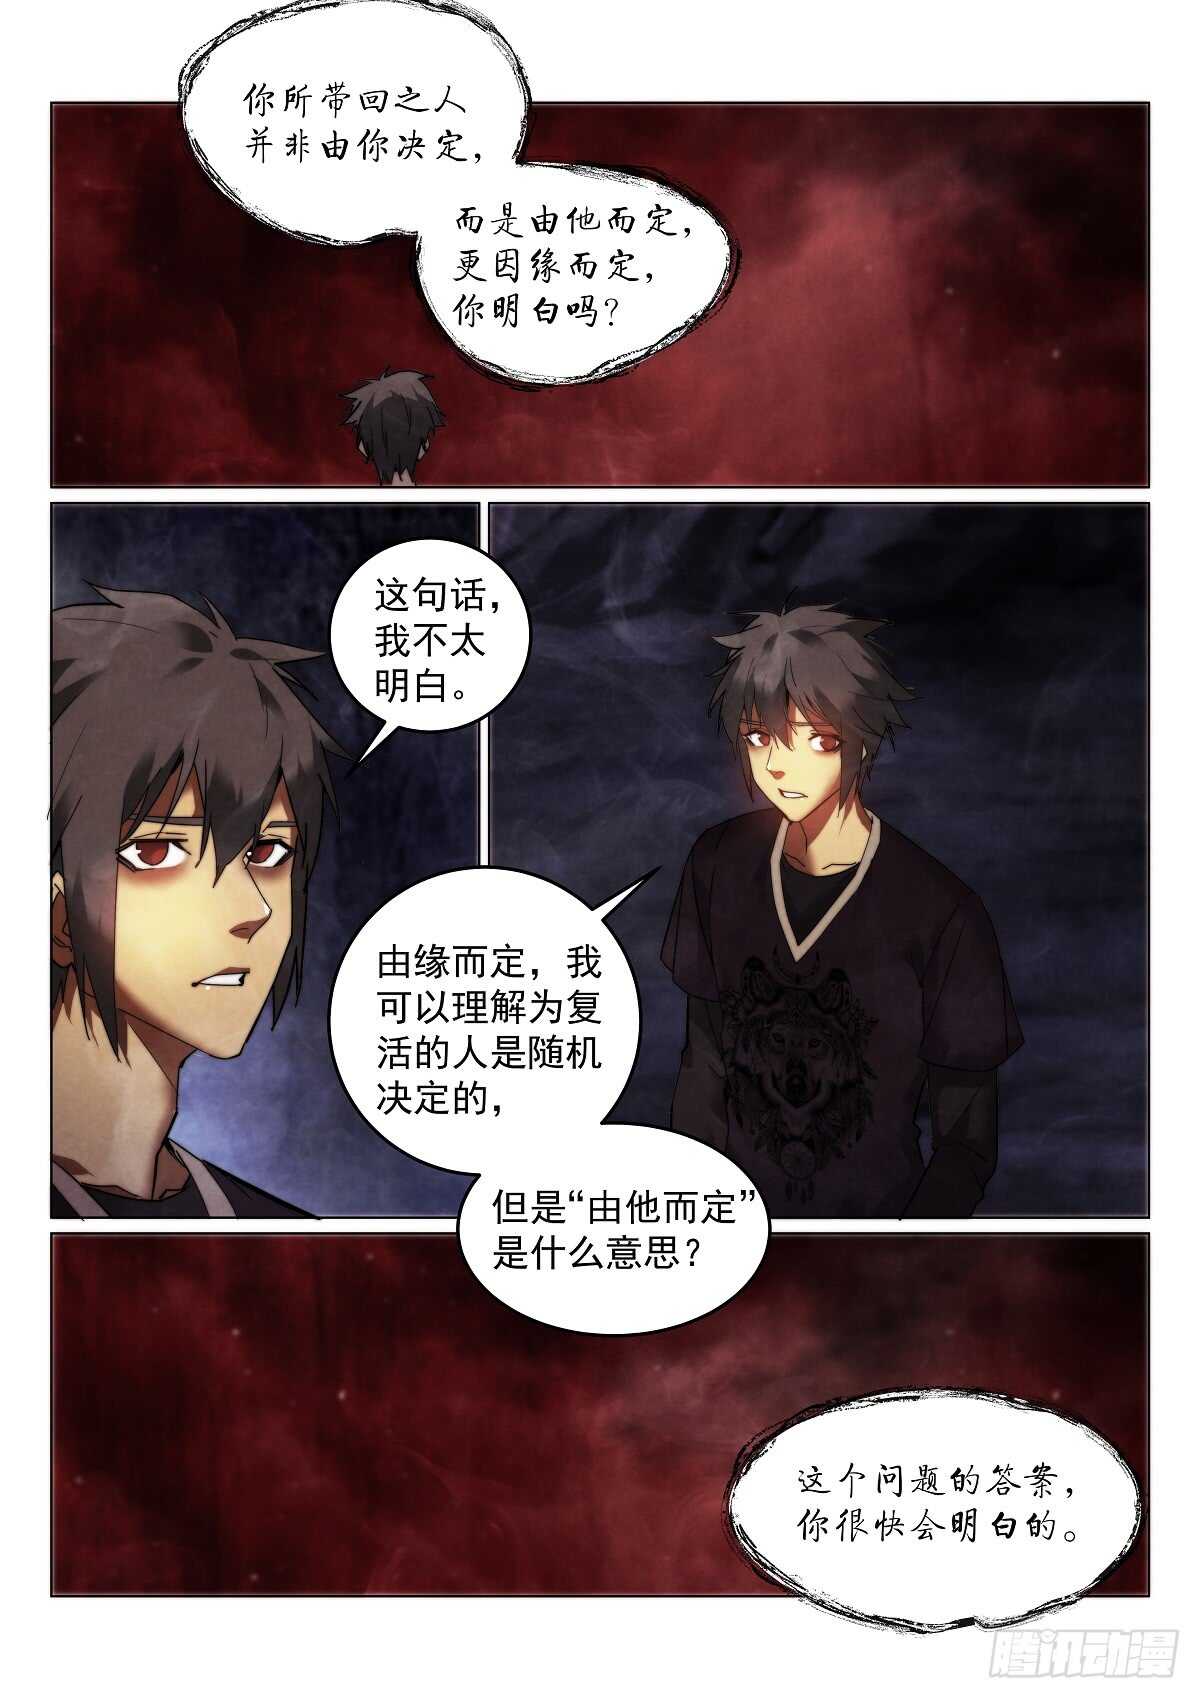 你所带回之人
并非由你决定，
而是由他而定，
更因缘而定，
你明白吗？
这句话，
我不太
明白。
由缘而定，我
可以理解为复
活的人是随机
决定的，
但是“由他而定”
是什么意思？
这个问题的答案，
你很快会明白的。
腾讯动漫